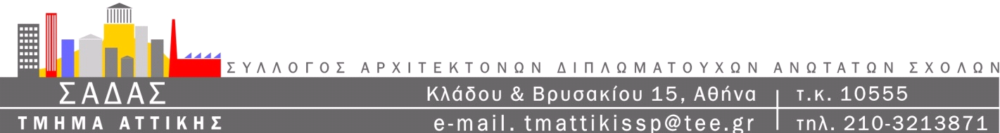 ΣΥΛΛΟΓΟΣ ΑΡΧΙΤΕΚΤΟΝΩΝ ΔΙΠΛΩΜΑΤΟΥΧΩΝ ΑΝΩΤΑΤΩΝ ΣΧΟΛΩΝ
ΣΑΔΑΣ
Κλάδου & Βρυσακίου 15, Αθήνα | τ.κ. 10555
ΤΜΗΜΑ ΑΤΤΙΚΗΣ
e-mail. tmattikissp@tee.gr | τηλ. 210-3213871